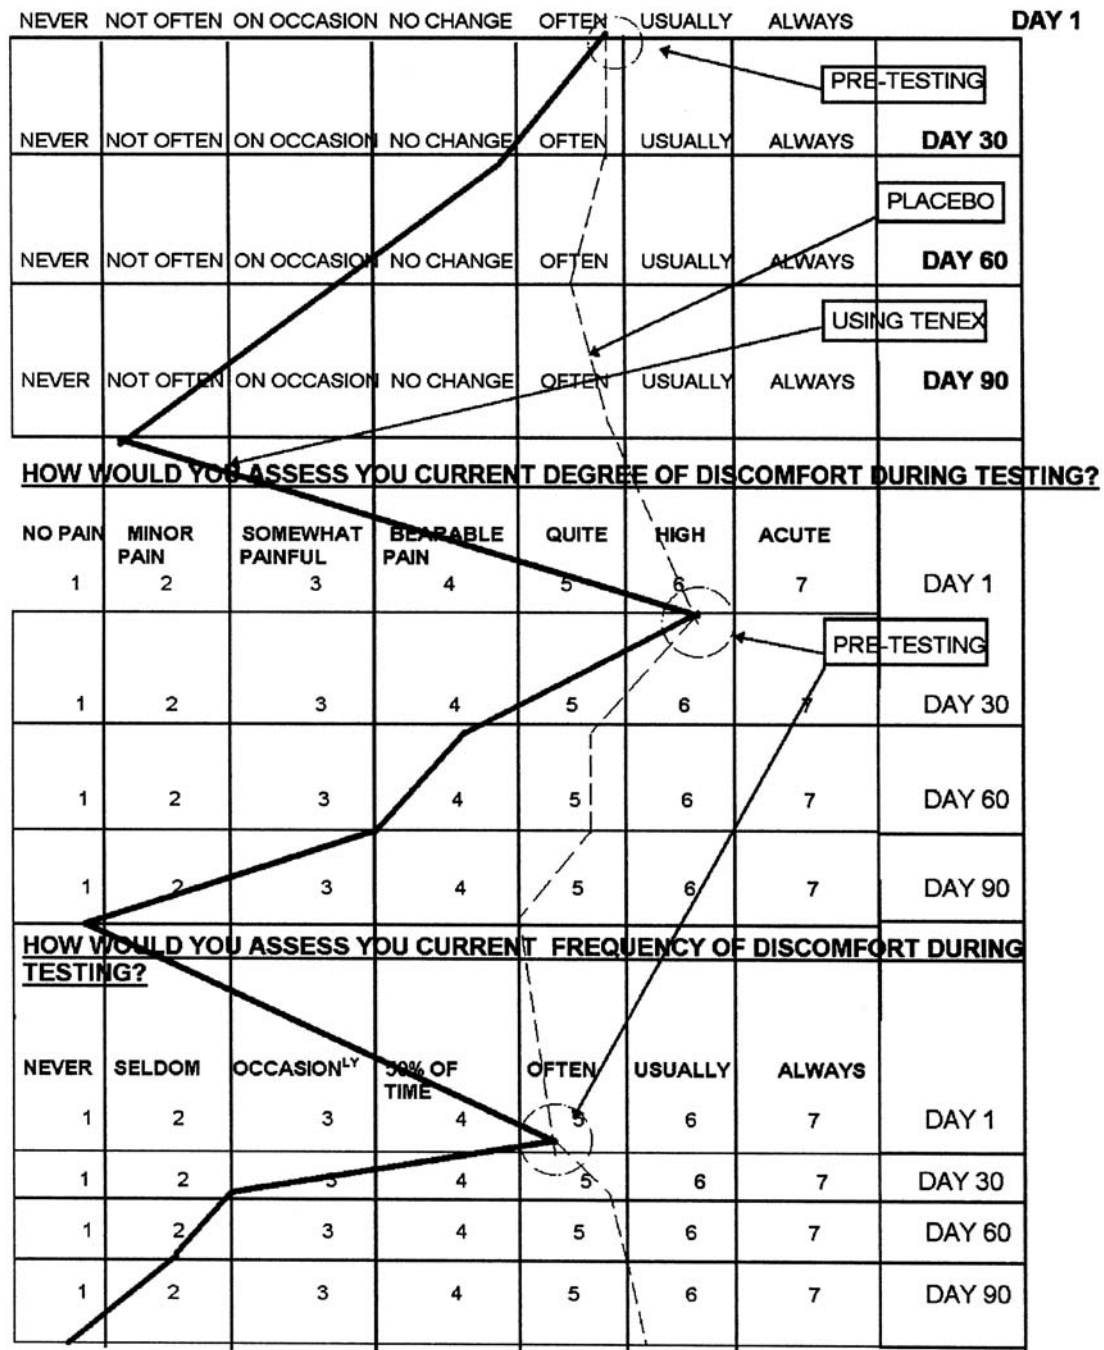 NEVER NOT OFTEN ON OCCASION NO CHANGE OFTEN USUALLY ALWAYS DAY 1
PRE-TESTING
NEVER NOT OFTEN ON OCCASION NO CHANGE OFTEN USUALLY ALWAYS DAY 30
PLACEBO
NEVER NOT OFTEN ON OCCASION NO CHANGE OFTEN USUALLY ALWAYS DAY 60
USING TENEX
NEVER NOT OFTEN ON OCCASION NO CHANGE OFTEN USUALLY ALWAYS DAY 90
HOW WOULD YOU ASSESS YOU CURRENT DEGREE OF DISCOMFORT DURING TESTING?
NO PAIN MINOR SOMEWHAT BEARABLE QUITE HIGH ACUTE
PAIN PAINFUL PAIN
1 2 3 4 5 6 7 DAY 1
PRE-TESTING
1 2 3 4 5 6 7 DAY 30
1 2 3 4 5 6 7 DAY 60
1 2 3 4 5 6 7 DAY 90
HOW WOULD YOU ASSESS YOU CURRENT FREQUENCY OF DISCOMFORT DURING
TESTING?
NEVER SELDOM OCCASIONLY 50% OF OFTEN USUALLY ALWAYS
TIME
1 2 3 4 5 6 7 DAY 1
1 2 3 4 5 6 7 DAY 30
1 2 3 4 5 6 7 DAY 60
1 2 3 4 5 6 7 DAY 90